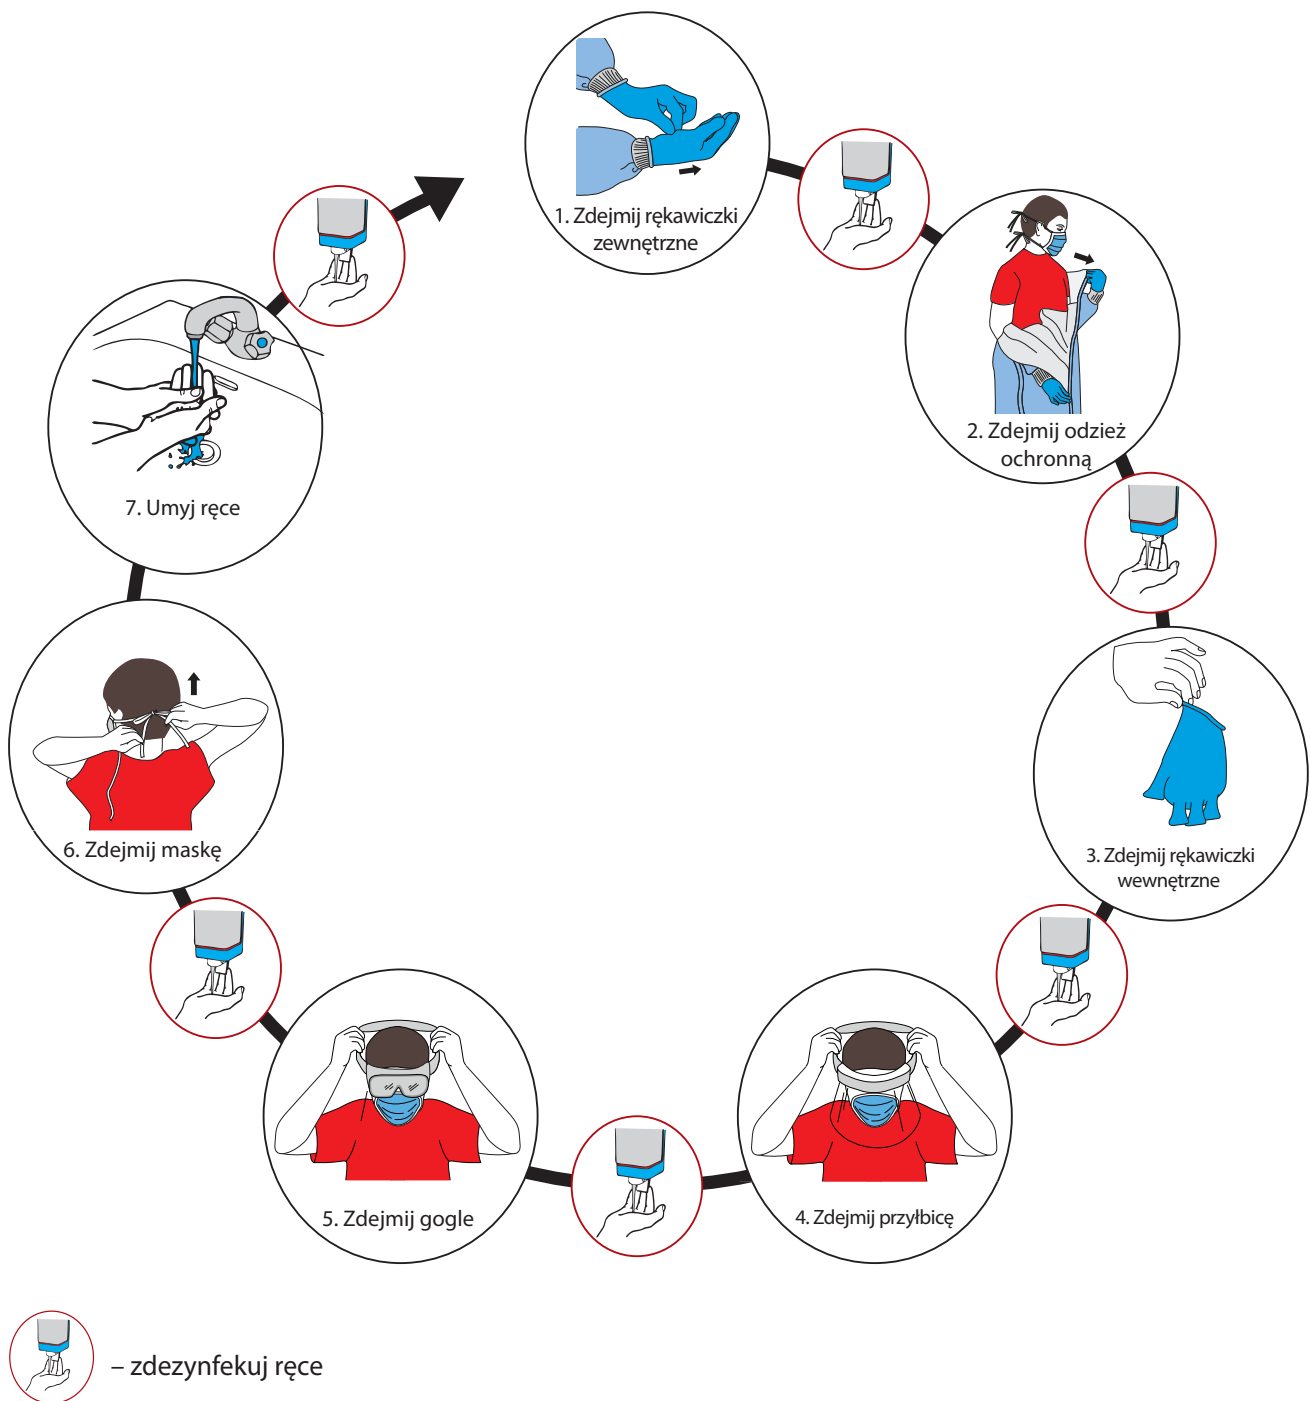 1. Zdejmij rękawiczki
zewnętrzne
2. Zdejmij odzież
ochronną
3. Zdejmij rękawiczki
wewnętrzne
4. Zdejmij przyłbicę
5. Zdejmij gogle
6. Zdejmij maskę
7. Umyj ręce
– zdezynfekuj ręce